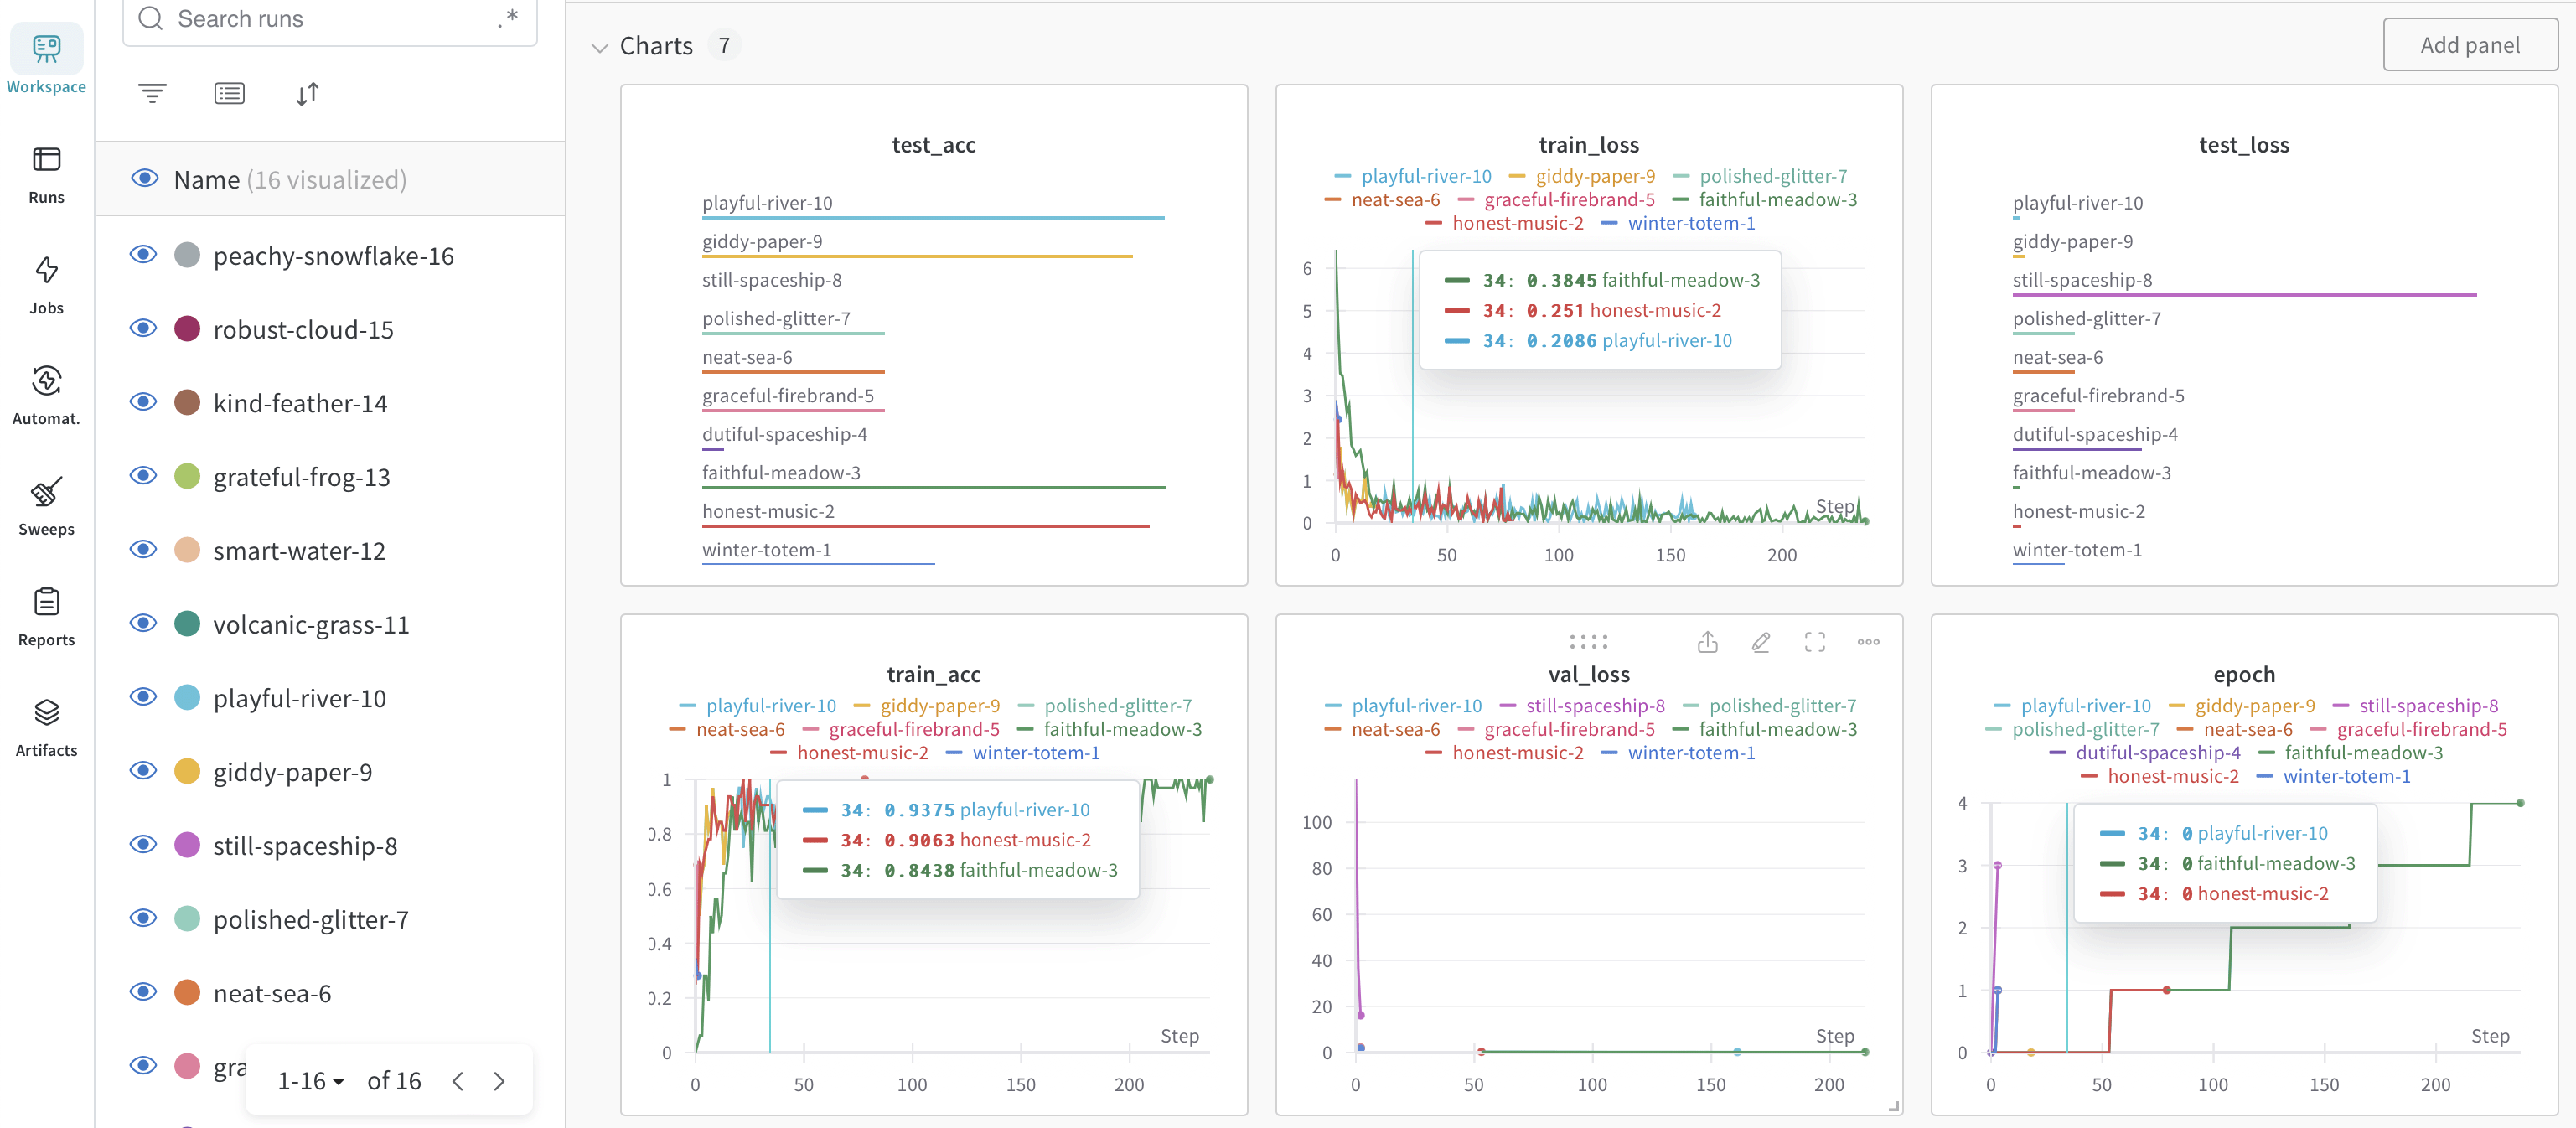 Workspace
Runs
Jobs
Automat.
Sweeps
Reports
Artifacts
Search runs
.*
Name (16 visualized)
peachy-snowflake-16
robust-cloud-15
kind-feather-14
grateful-frog-13
smart-water-12
volcanic-grass-11
playful-river-10
giddy-paper-9
still-spaceship-8
polished-glitter-7
neat-sea-6
gra
1-16 of 16
Charts 7
Add panel
test_acc
playful-river-10
giddy-paper-9
still-spaceship-8
polished-glitter-7
neat-sea-6
graceful-firebrand-5
dutiful-spaceship-4
faithful-meadow-3
honest-music-2
winter-totem-1
train_loss
playful-river-10 giddy-paper-9 polished-glitter-7
neat-sea-6 graceful-firebrand-5 faithful-meadow-3
honest-music-2 winter-totem-1
6
5
4
3
2
1
0
34: 0.3845 faithful-meadow-3
34: 0.251 honest-music-2
34: 0.2086 playful-river-10
Step
0 50 100 150 200
test_loss
playful-river-10
giddy-paper-9
still-spaceship-8
polished-glitter-7
neat-sea-6
graceful-firebrand-5
dutiful-spaceship-4
faithful-meadow-3
honest-music-2
winter-totem-1
train_acc
playful-river-10 giddy-paper-9 polished-glitter-7
neat-sea-6 graceful-firebrand-5 faithful-meadow-3
honest-music-2 winter-totem-1
1
0.8
0.6
0.4
0.2
0
34: 0.9375 playful-river-10
34: 0.9063 honest-music-2
34: 0.8438 faithful-meadow-3
Step
0 50 100 150 200
val_loss
playful-river-10 still-spaceship-8 polished-glitter-7
neat-sea-6 graceful-firebrand-5 faithful-meadow-3
honest-music-2 winter-totem-1
100
80
60
40
20
0
Step
0 50 100 150 200
epoch
playful-river-10 giddy-paper-9 still-spaceship-8
polished-glitter-7 neat-sea-6 graceful-firebrand-5
dutiful-spaceship-4 faithful-meadow-3
honest-music-2 winter-totem-1
4
3
2
1
0
34: 0 playful-river-10
34: 0 faithful-meadow-3
34: 0 honest-music-2
Step
0 50 100 150 200